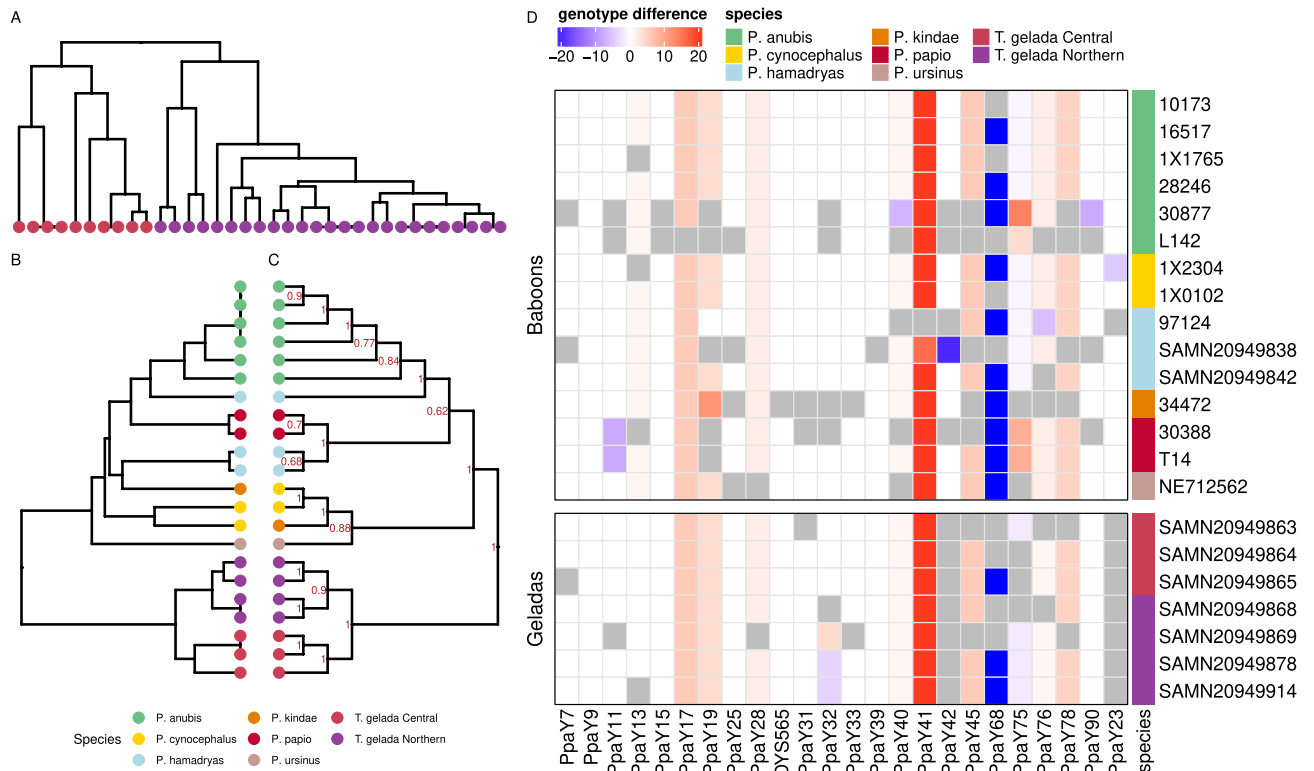 A
D
genotype difference
−20 −10 0 10 20
species
P. anubis
P. cynocephalus
P. hamadryas
P. kindae
P. papio
P. ursinus
T. gelada Central
T. gelada Northern
B
C
0.9
1
1
0.77
0.84
1
0.62
0.7
1
0.68
1
1
1
0.88
1
1
0.9
1
1
1
1
Species
P. anubis
P. cynocephalus
P. hamadryas
P. kindae
P. papio
P. ursinus
T. gelada Central
T. gelada Northern
Baboons
10173
16517
1X1765
28246
30877
L142
1X2304
1X0102
97124
SAMN20949838
SAMN20949842
34472
30388
T14
NE712562
Geladas
SAMN20949863
SAMN20949864
SAMN20949865
SAMN20949868
SAMN20949869
SAMN20949878
SAMN20949914
PpaY7
PpaY9
PpaY11
PpaY13
PpaY15
PpaY17
PpaY19
PpaY25
PpaY28
DYS565
PpaY31
PpaY32
PpaY33
PpaY39
PpaY40
PpaY41
PpaY42
PpaY45
PpaY68
PpaY75
PpaY76
PpaY78
PpaY90
PpaY23
species